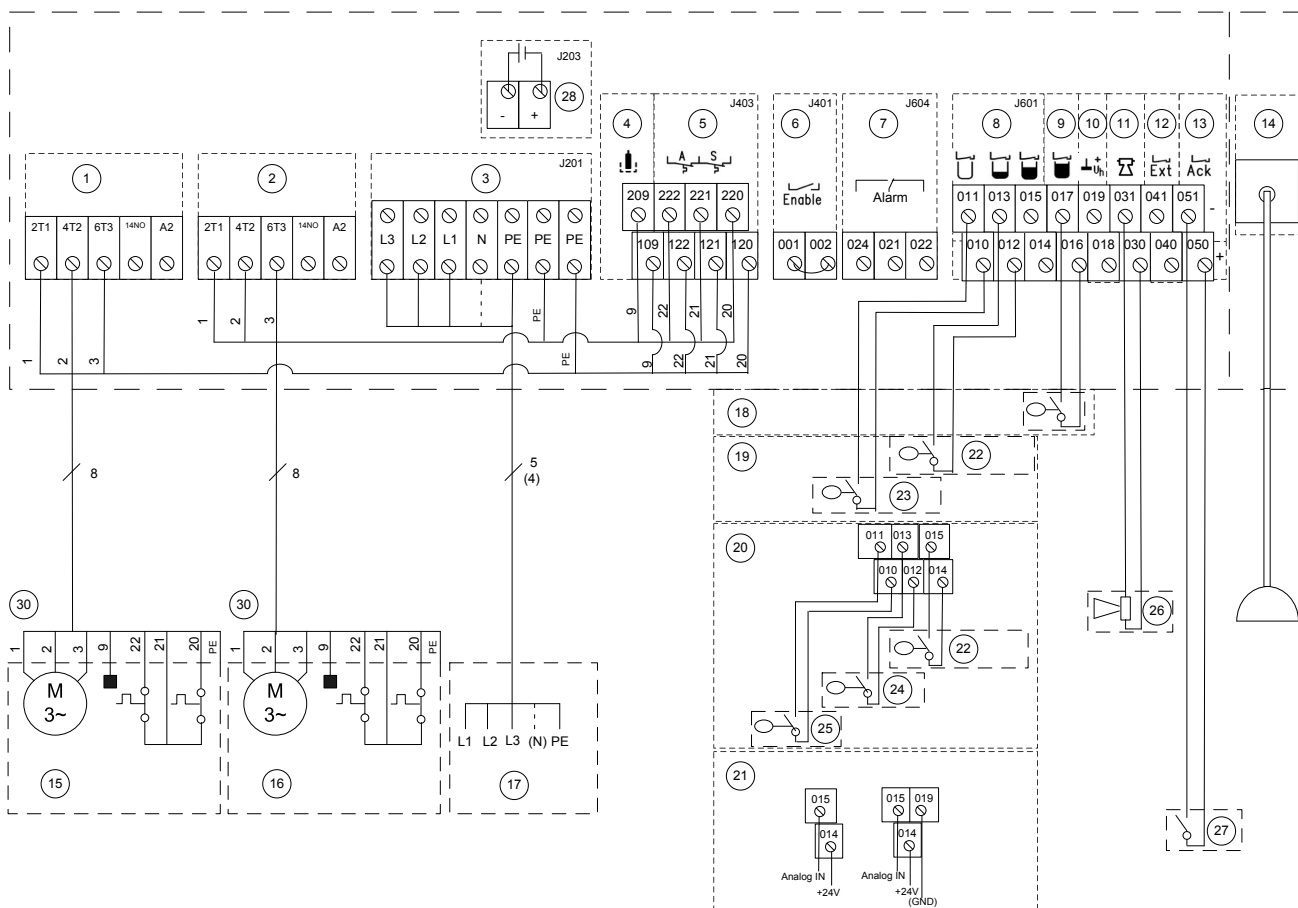 J203
28
- +
4 5 J403
6 J401
7 J604
8 J601 9 10 11 12 13
14
1
2
3 J201
A S
Enable
Alarm
+
Uh
Ext
Ack
2T1 4T2 6T3 14NO A2
2T1 4T2 6T3 14NO A2
L3 L2 L1 N PE PE PE
209 222 221 220
109 122 121 120
001 002
024 021 022
011 013 015 017 019 031 041 051 -
010 012 014 016 018 030 040 050 +
1 2 3
1 2 3
PE
PE
9 22 21 20
9 22 21 20
18
19
22
23
8
8
5
(4)
20
011 013 015
010 012 014
22
24
25
26
30
1 2 3 9 22 21 20 PE
M
3~
15
30
1 2 3 9 22 21 20 PE
M
3~
16
L1 L2 L3 (N) PE
17
21
015
014
Analog IN
+24V
015 019
014
Analog IN
+24V
(GND)
27